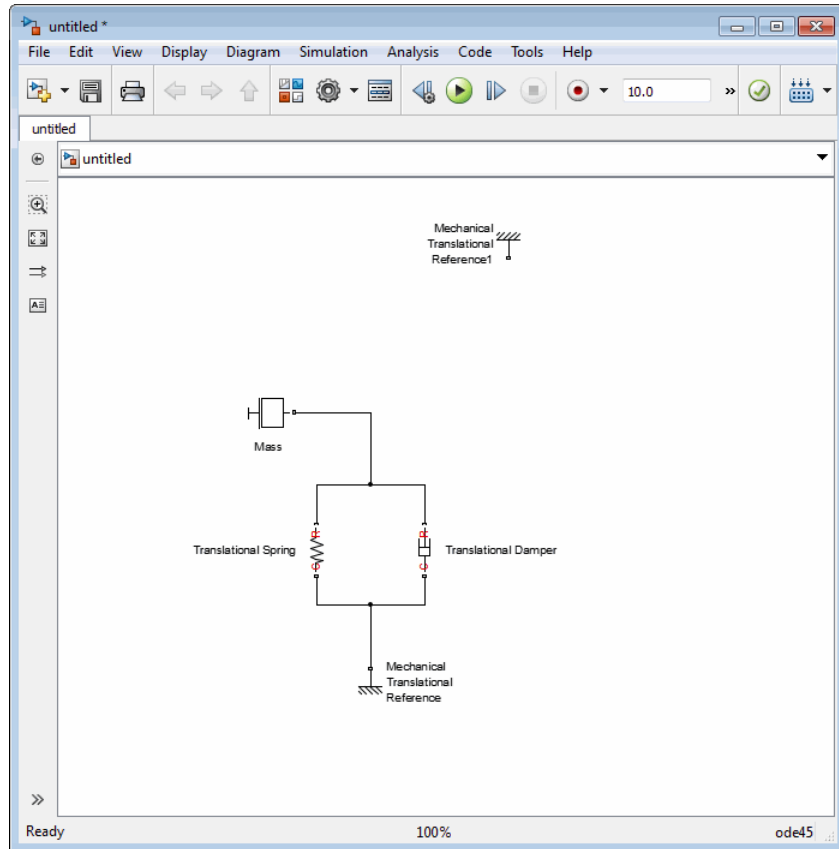 untitled *
File Edit View Display Diagram Simulation Analysis Code Tools Help
10.0 »
untitled
untitled
Mechanical
Translational
Reference1
Mass
R R
Translational Spring Translational Damper
C C
Mechanical
Translational
Reference
Ready 100% ode45